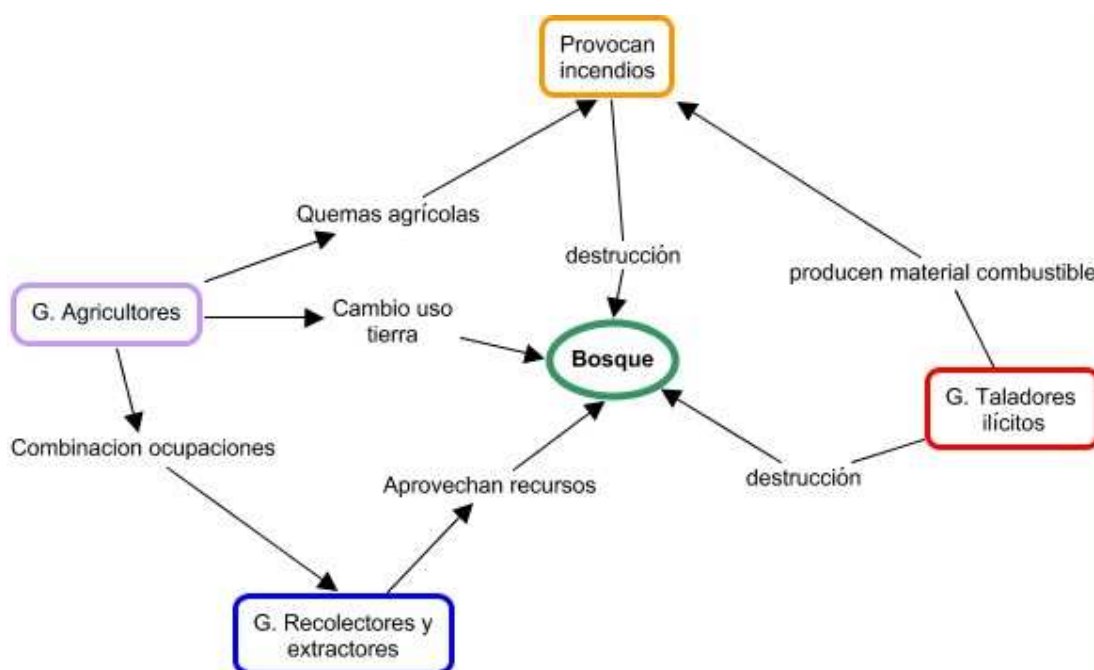 Provocan
incendios
Quemas agrícolas
destrucción
producen material combustible
G. Agricultores
Cambio uso
tierra
Bosque
G. Taladores
ilícitos
Combinacion ocupaciones
Aprovechan recursos
destrucción
G. Recolectores y
extractores